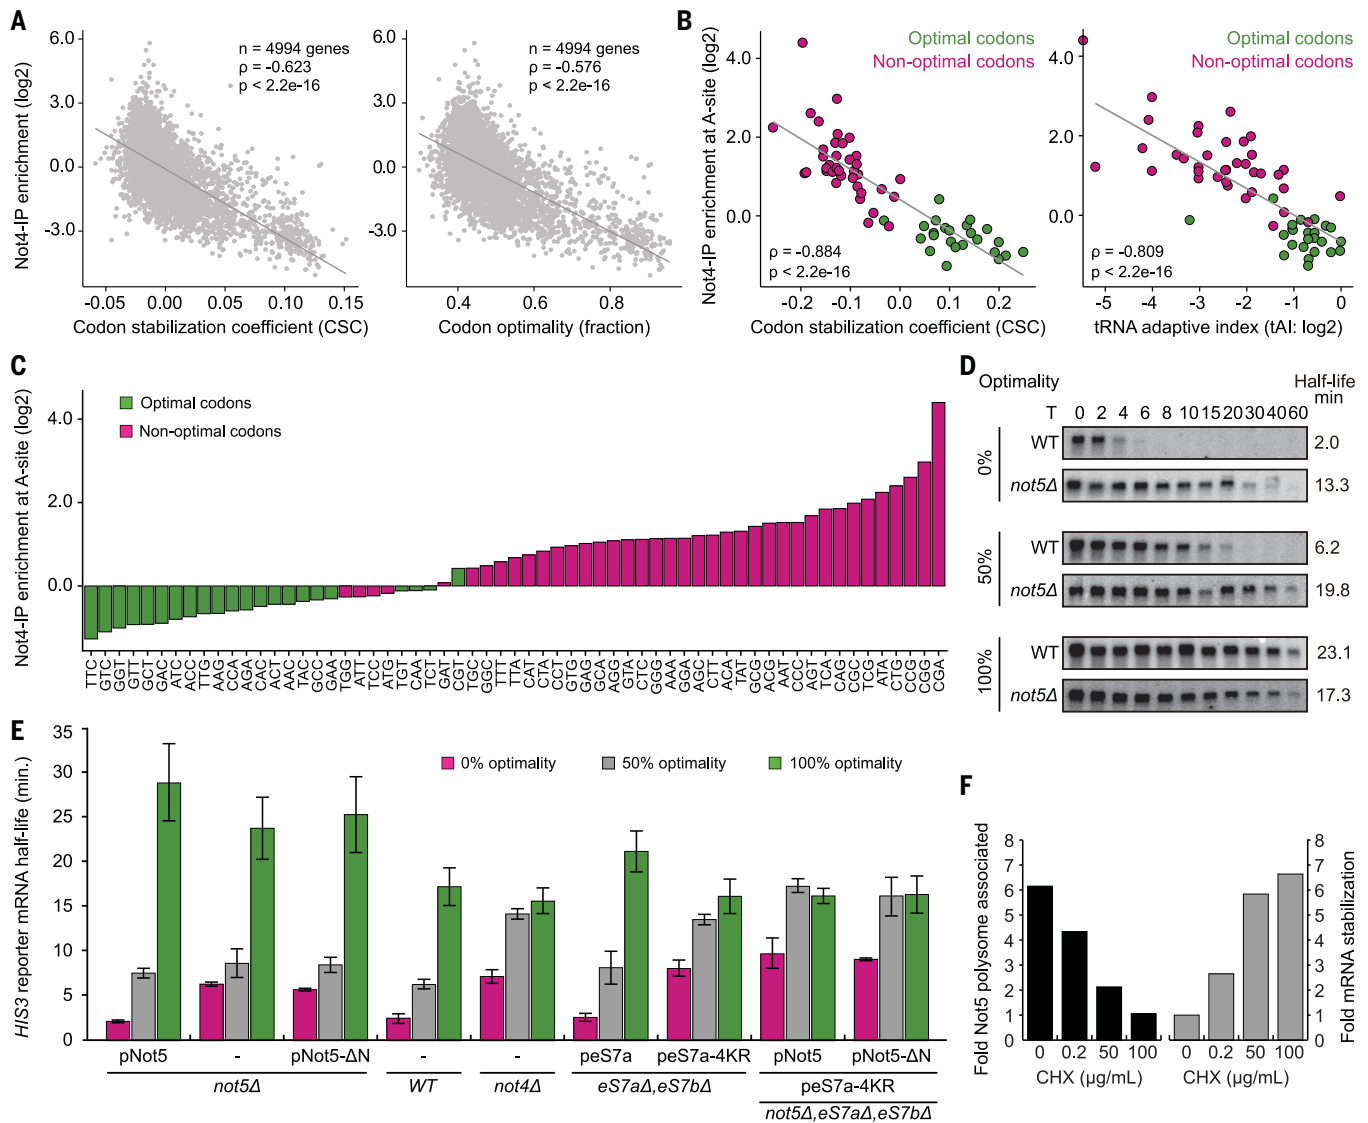 A
6.0
3.0
0.0
-3.0
Not4-IP enrichment (log2)
n = 4994 genes
ρ = -0.623
p < 2.2e-16
-0.05 0.00 0.05 0.10 0.15
Codon stabilization coefficient (CSC)
6.0
3.0
0.0
-3.0
n = 4994 genes
ρ = -0.576
p < 2.2e-16
0.4 0.6 0.8
Codon optimality (fraction)
B
Not4-IP enrichment at A-site (log2)
4.0
2.0
0.0
Optimal codons
Non-optimal codons
ρ = -0.884
p < 2.2e-16
-0.2 -0.1 0.0 0.1 0.2
Codon stabilization coefficient (CSC)
4.0
2.0
0.0
Optimal codons
Non-optimal codons
ρ = -0.809
p < 2.2e-16
-5 -4 -3 -2 -1 0
tRNA adaptive index (tAI: log2)
C
Not4-IP enrichment at A-site (log2)
4.0
2.0
0.0
Optimal codons
Non-optimal codons
TTC GTC GGT GTT GCT GAC ATC ACC TTG AAG CCA AGA CAC ACT AAC TAC GCC GAA TGG ATT TCC ATG TGT CAA TCT GAT CGT TGC GGC TTT TTA CAT CTA CCT GTG GAG GCA AGG GTA CTC GGG AAA GGA AGC CTT ACA TAT GCG ACG AAT CCC AGT TCA CAG CGC TCG ATA CTG CCG CGG CGA
D
Optimality
Half-life
min
T 0 2 4 6 8 10 15 20 30 40 60
0%
WT 2.0
not5Δ 13.3
50%
WT 6.2
not5Δ 19.8
100%
WT 23.1
not5Δ 17.3
E
HIS3 reporter mRNA half-life (min.)
35
30
25
20
15
10
5
0
0% optimality 50% optimality 100% optimality
pNot5 - pNot5-ΔN - - peS7a peS7a-4KR pNot5 pNot5-ΔN
not5Δ WT not4Δ eS7aΔ,eS7bΔ peS7a-4KR
not5Δ,eS7aΔ,eS7bΔ
F
Fold Not5 polysome associated
8
7
6
5
4
3
2
1
0
0 0.2 50 100
CHX (µg/mL)
0 0.2 50 100
CHX (µg/mL)
8
7
6
5
4
3
2
1
0
Fold mRNA stabilization